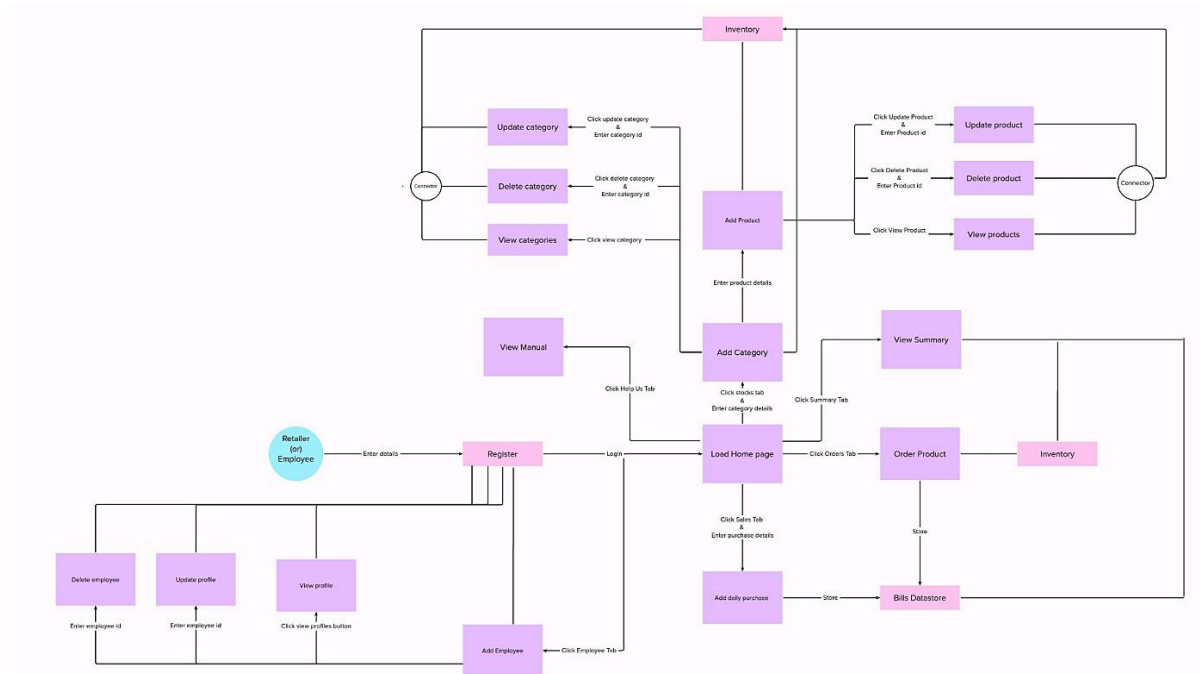 Inventory
Update category
Click update category
&
Enter category id
Click Update Product
&
Enter Product id
Update product
Connector
Delete category
Click delete category
&
Enter category id
Add Product
Click Delete Product
&
Enter Product id
Delete product
Connector
View categories
Click view category
Click View Product
View products
Enter product details
View Manual
Add Category
View Summary
Click Help Us Tab
Click stocks tab
&
Enter category details
Click Summary Tab
Retailer
(or)
Employee
Enter details
Register
Login
Load Home page
Click Orders Tab
Order Product
Inventory
Click Sales Tab
&
Enter purchase details
Store
Delete employee
Update profile
View profile
Add daily purchase
Store
Bills Datastore
Enter employee id
Enter employee id
Click view profiles button
Add Employee
Click Employee Tab